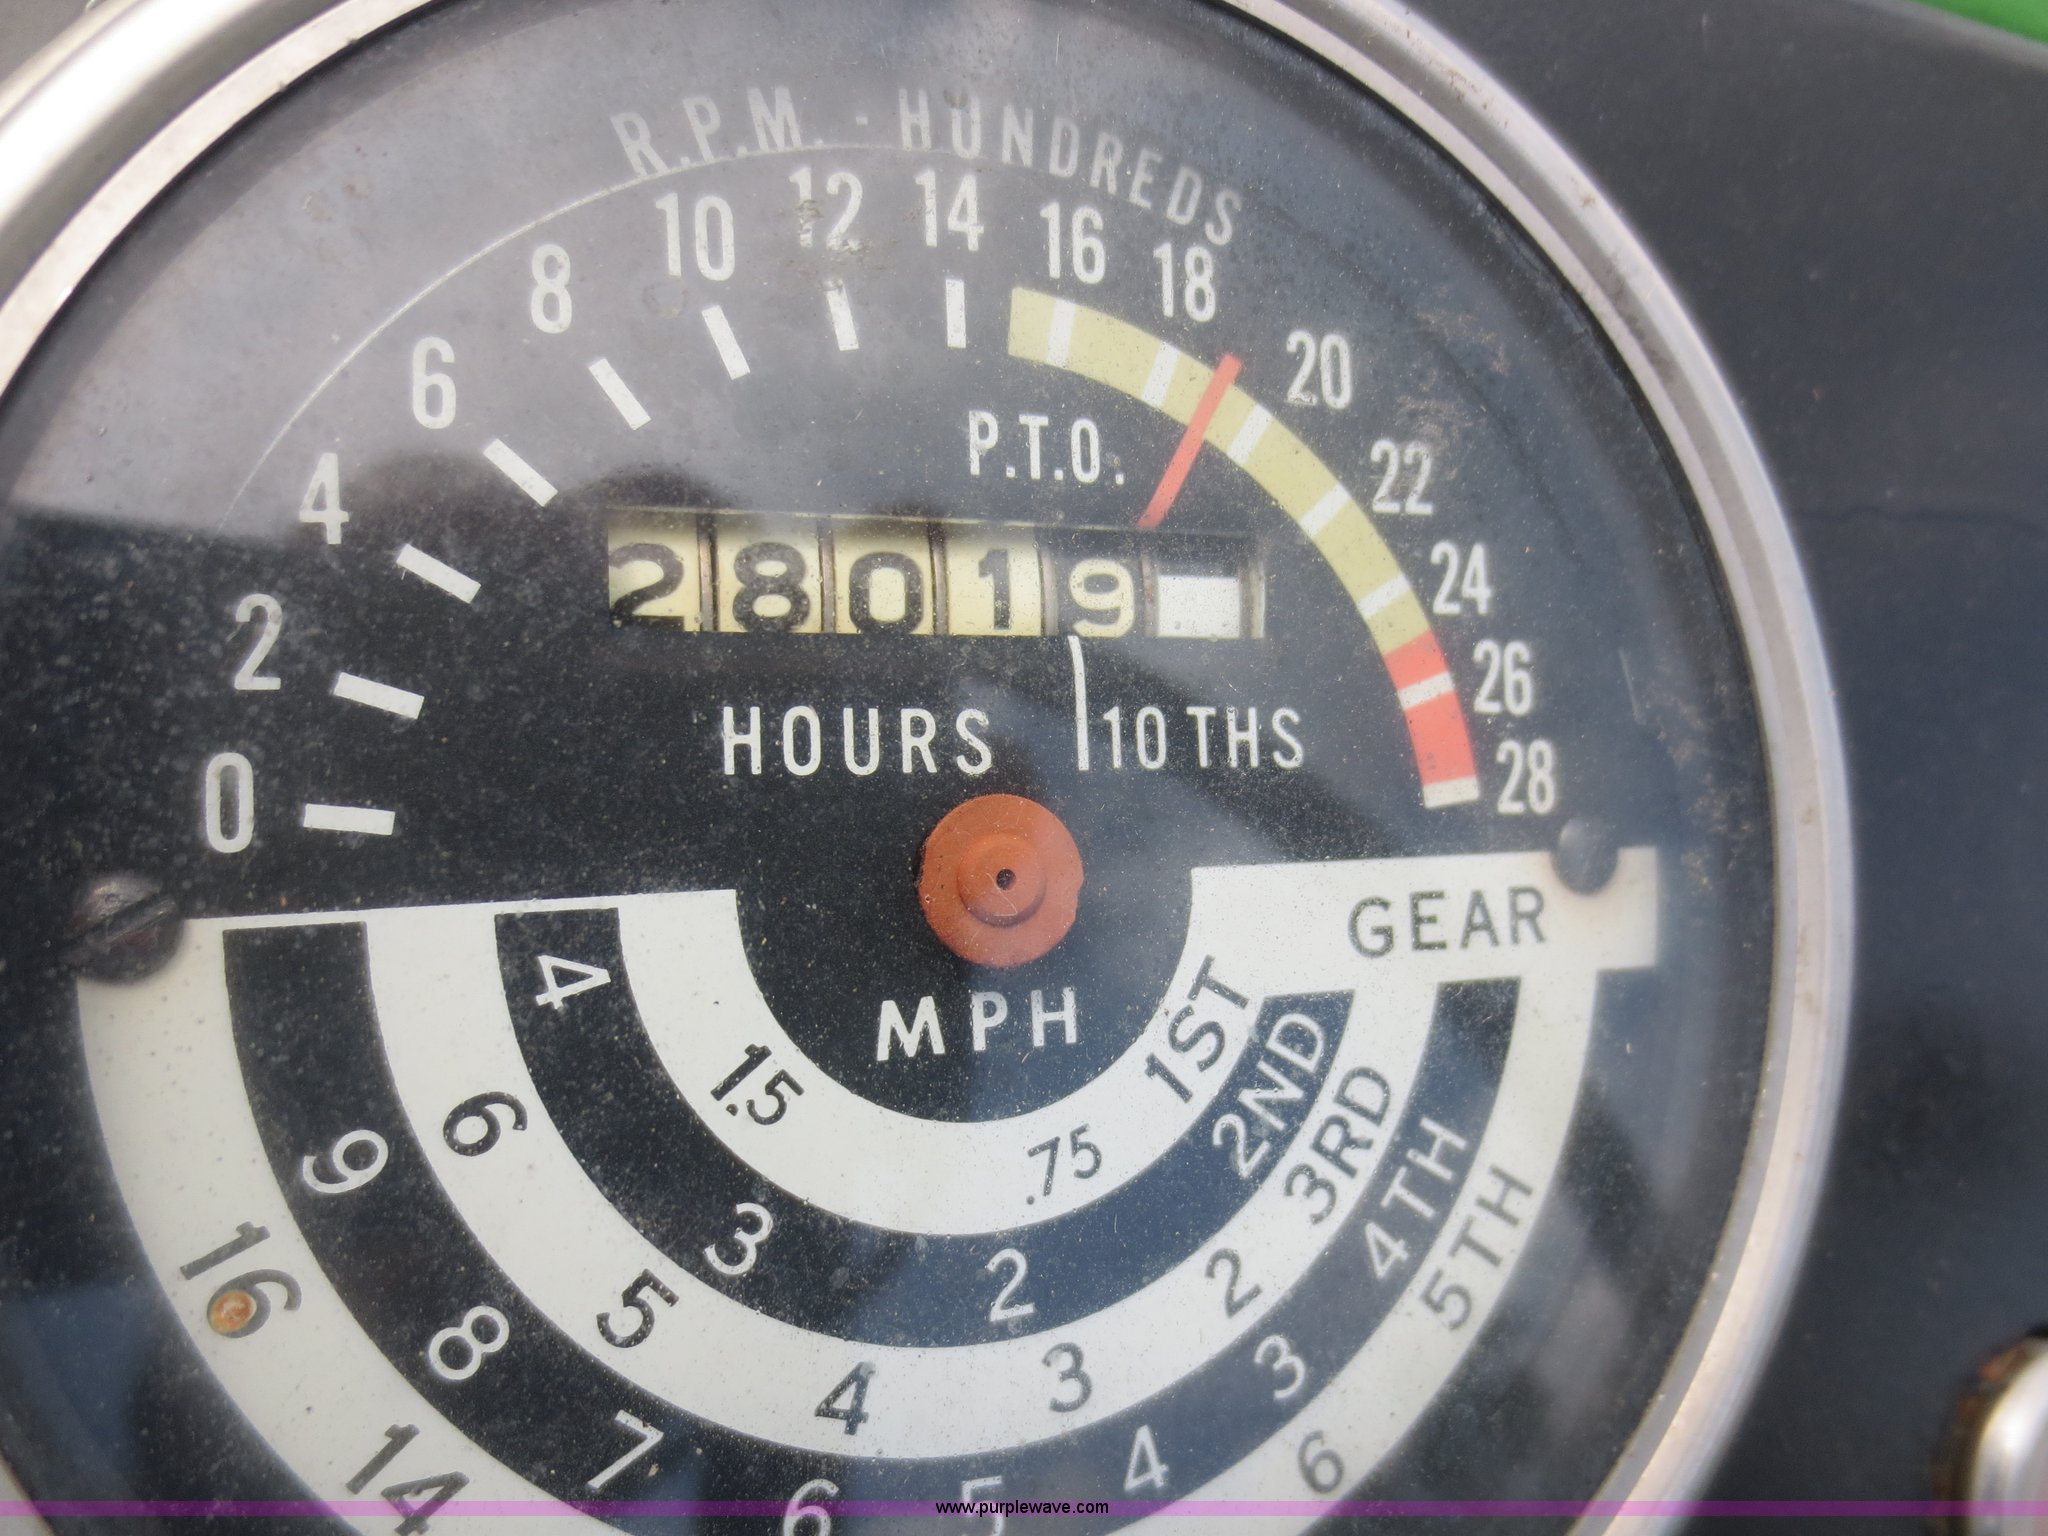 R.P.M. - HUNDREDS
0 2 4 6 8 10 12 14 16 18 20 22 24 26 28
P.T.O.
28019
HOURS 10 THS
MPH
GEAR
1.5 .75 1ST
4 3 2 2ND
6 5 4 3 2 3RD
9 8 7 6 5 4 3 4TH
16 14 6 5TH
www.purplewave.com